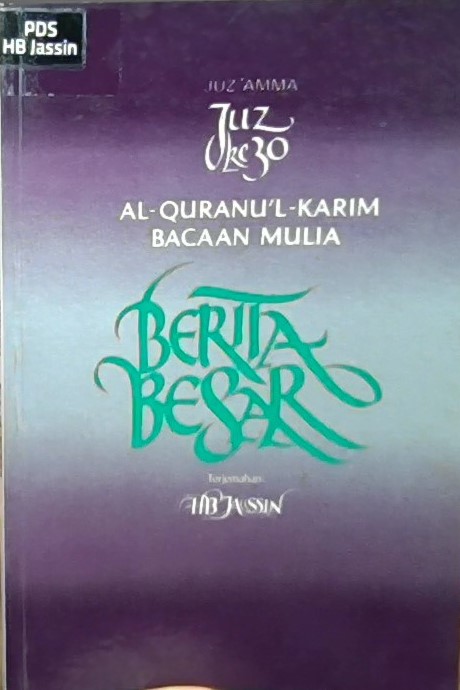 PDS
HB Jassin
JUZ 'AMMA
Juz
ke 30
AL-QURANU'L-KARIM
BACAAN MULIA
BERITA
BESAR
Terjemahan:
HB JASSIN